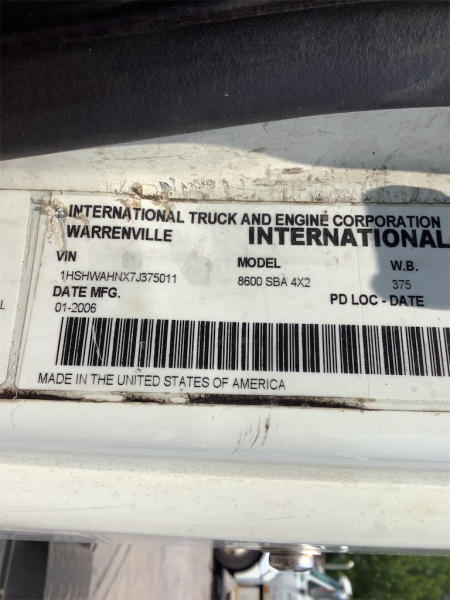 INTERNATIONAL TRUCK AND ENGINE CORPORATION
WARRENVILLE INTERNATIONAL
VIN MODEL W.B.
1HSHWAHNX7J375011 8600 SBA 4X2 375
DATE MFG. PD LOC - DATE
01-2006
MADE IN THE UNITED STATES OF AMERICA